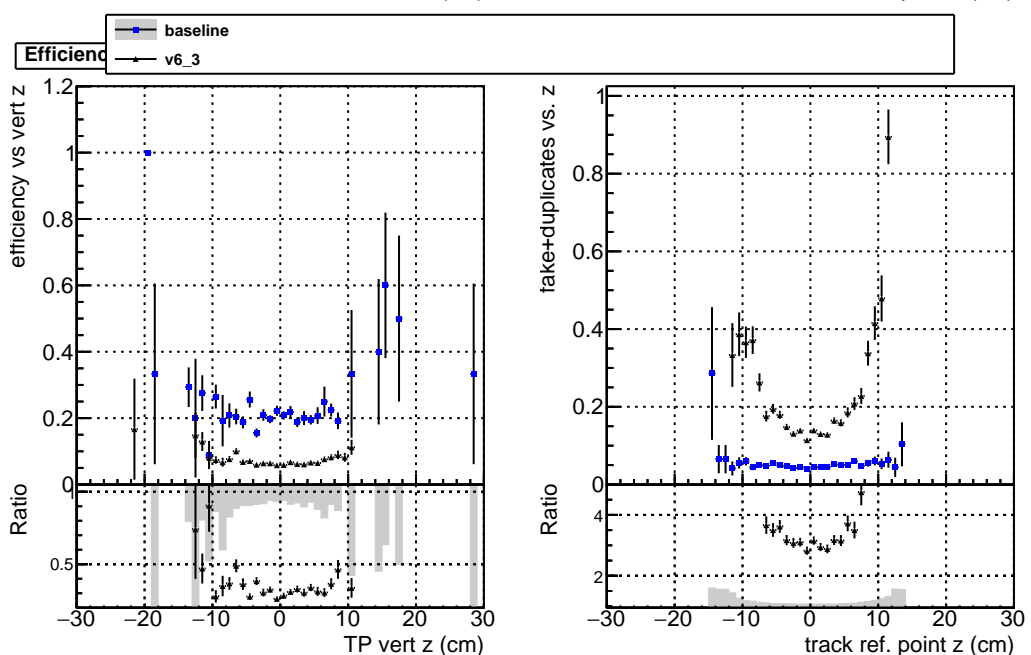 baseline
v6_3
Efficienc
efficiency vs vert z
1.2
1
0.8
0.6
0.4
0.2
0
Ratio
1
0.5
−30 −20 −10 0 10 20 30
TP vert z (cm)
fake+duplicates vs. z
1
0.8
0.6
0.4
0.2
0
Ratio
4
2
−30 −20 −10 0 10 20 30
track ref. point z (cm)